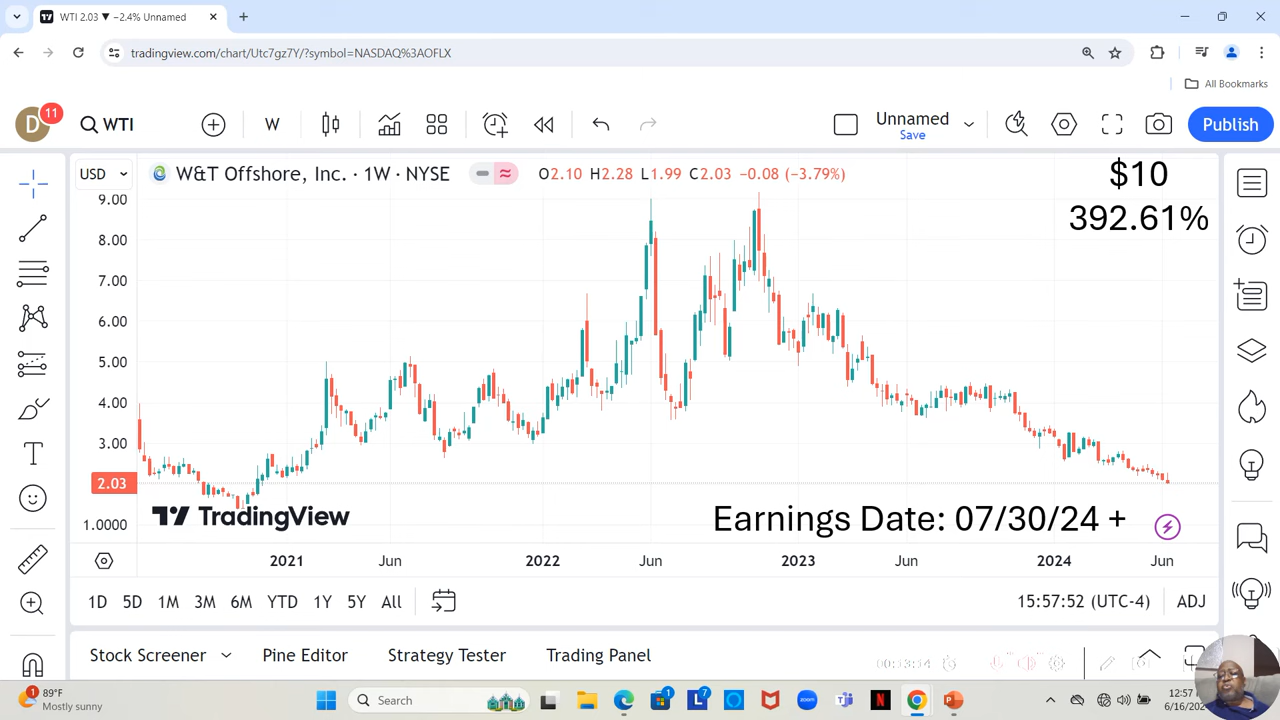 WTI 2.03 ▼ −2.4% Unnamed
tradingview.com/chart/Utc7gz7Y/?symbol=NASDAQ%3AOFLX
All Bookmarks
D 11 WTI W Unnamed Save Publish
USD W&T Offshore, Inc. · 1W · NYSE O2.10 H2.28 L1.99 C2.03 −0.08 (−3.79%)
$10
392.61%
9.00
8.00
7.00
6.00
5.00
4.00
3.00
2.03
1.0000
TradingView
Earnings Date: 07/30/24 +
2021 Jun 2022 Jun 2023 Jun 2024 Jun
1D 5D 1M 3M 6M YTD 1Y 5Y All 15:57:52 (UTC-4) ADJ
Stock Screener Pine Editor Strategy Tester Trading Panel
1 89°F Mostly sunny Search 1 7 zoom N 12:57